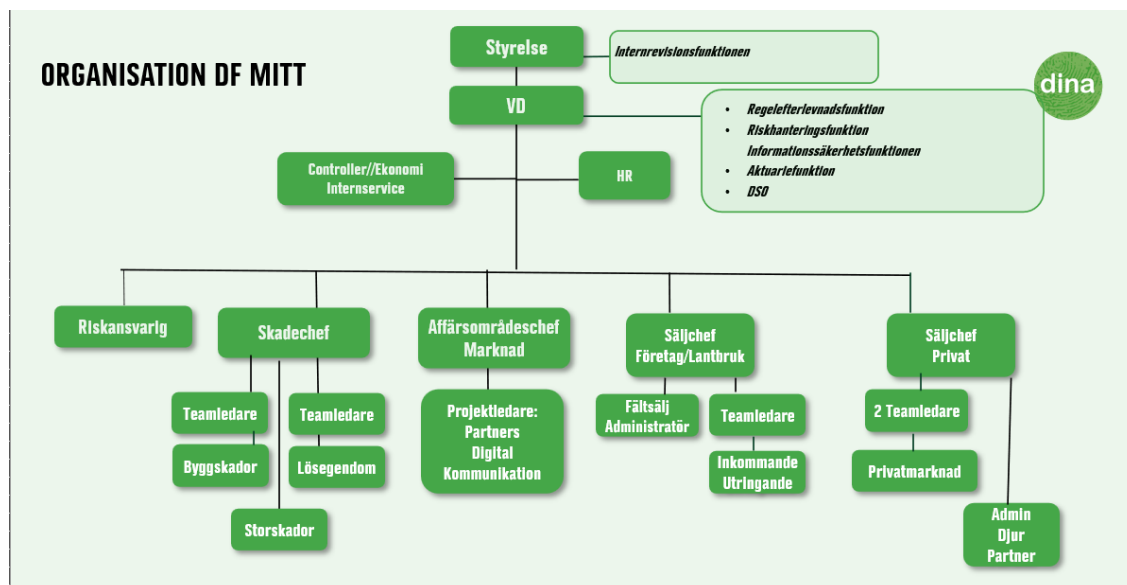 ORGANISATION DF MITT
Styrelse
Internrevisionsfunktionen
dina
VD
• Regelefterlevnadsfunktion
• Riskhanteringsfunktion
Informationssäkerhetsfunktionen
• Aktuariefunktion
• DSO
Controller//Ekonomi
Internservice
HR
Riskansvarig
Skadechef
Affärsområdeschef
Marknad
Säljchef
Företag/Lantbruk
Säljchef
Privat
Teamledare
Byggskador
Teamledare
Lösegendom
Storskador
Projektledare:
Partners
Digital
Kommunikation
Fältsälj
Administratör
Teamledare
Inkommande
Utringande
2 Teamledare
Privatmarknad
Admin
Djur
Partner